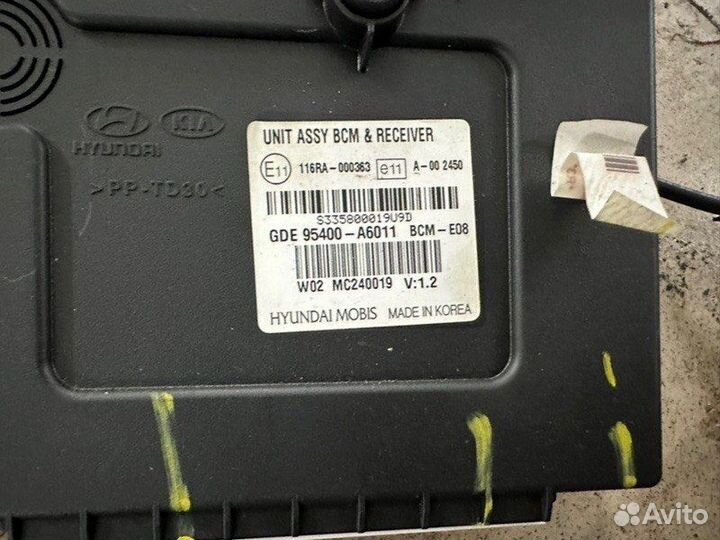 HYUNDAI
KIA
>PP-TD30<
UNIT ASSY BCM & RECEIVER
E11 116RA-000363 e11 A-00 2450
S335800019U9D
GDE 95400-A6011 BCM-E08
W02 MC240019 V:1.2
HYUNDAI MOBIS MADE IN KOREA
Avito